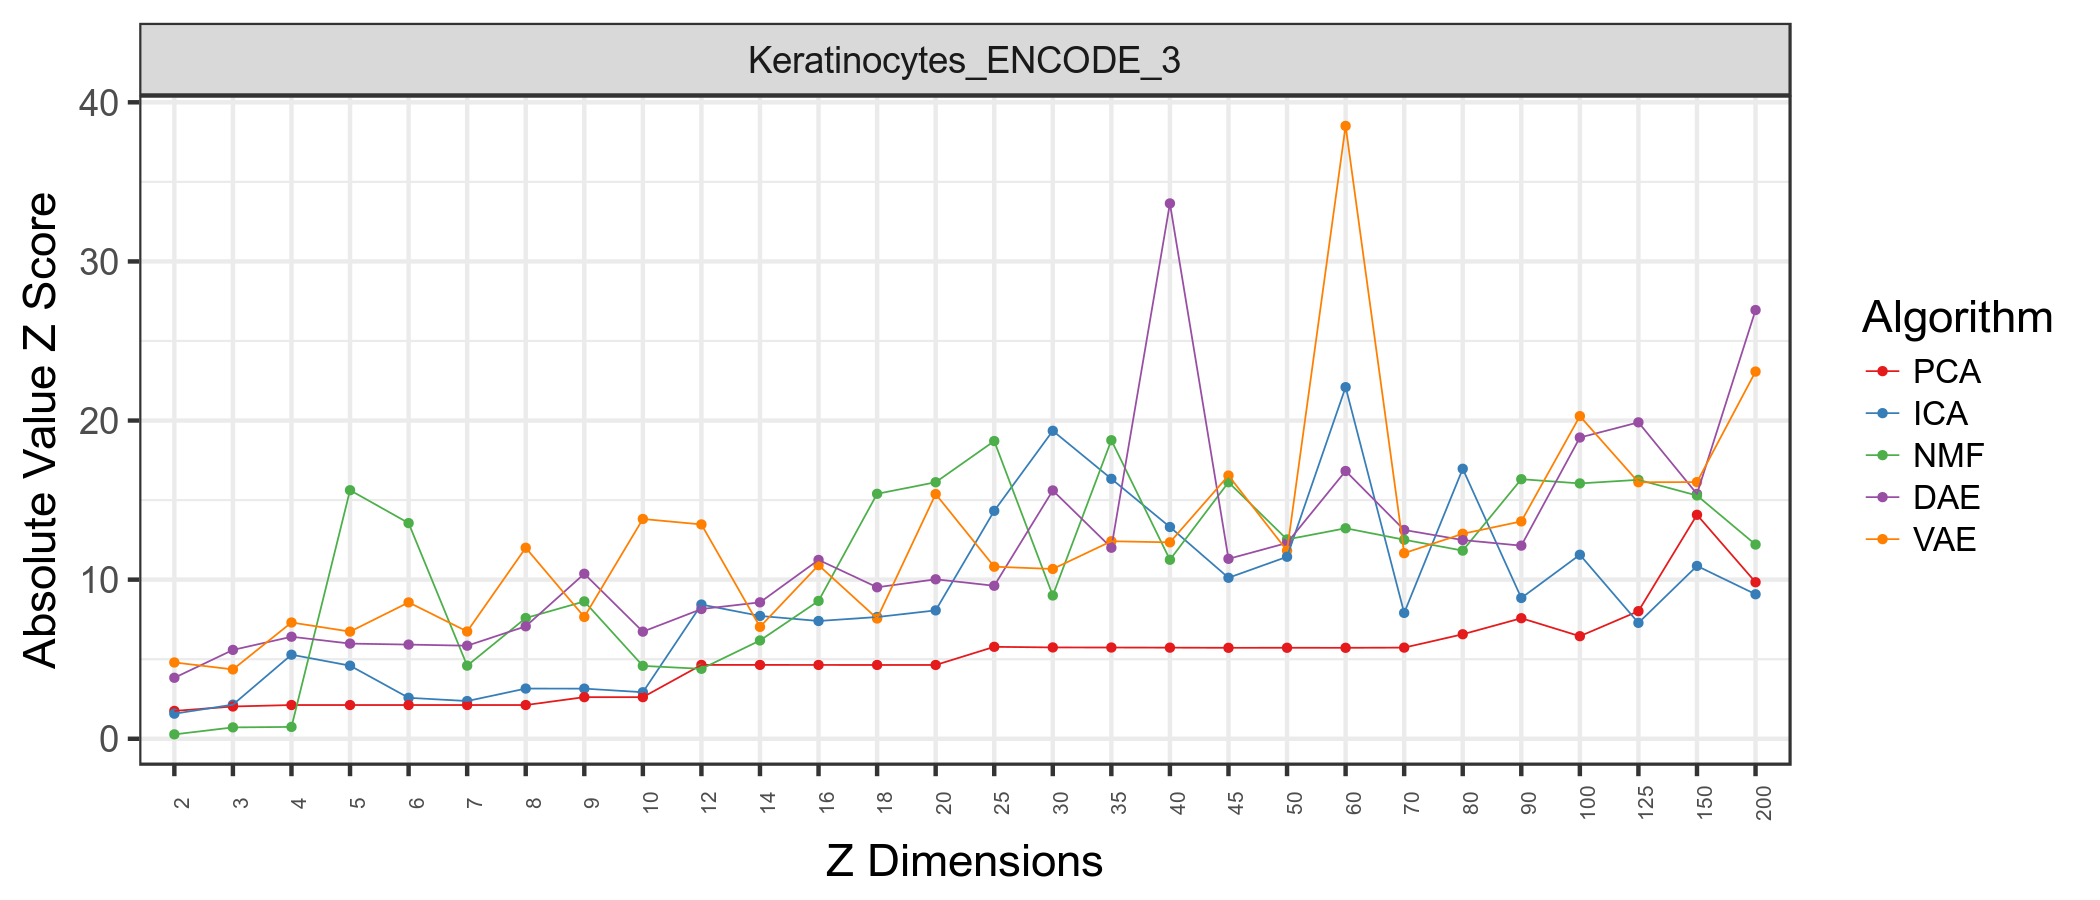 Keratinocytes_ENCODE_3
Absolute Value Z Score
40
30
20
10
0
2 3 4 5 6 7 8 9 10 12 14 16 18 20 25 30 35 40 45 50 60 70 80 90 100 125 150 200
Z Dimensions
Algorithm
PCA
ICA
NMF
DAE
VAE